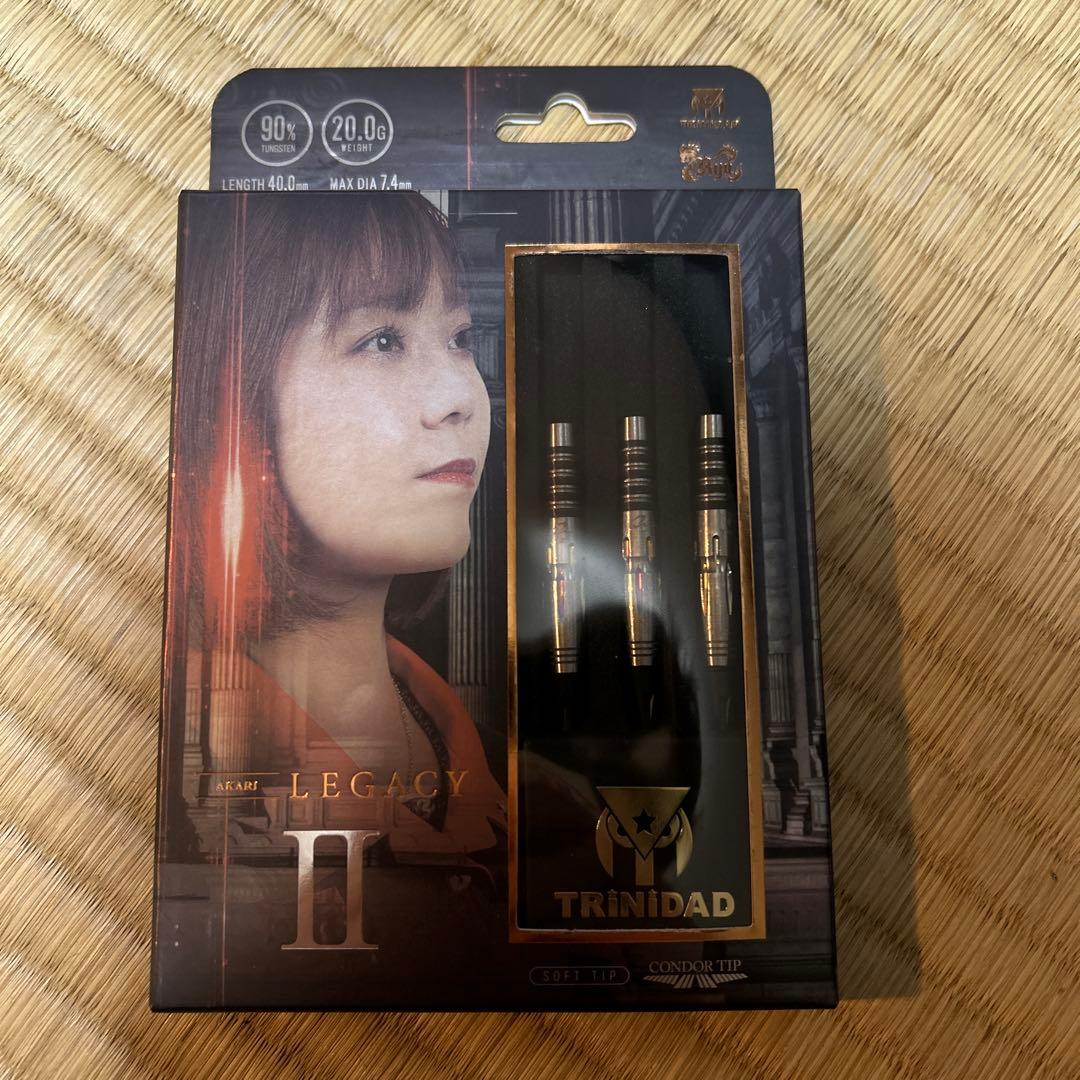 90%
TUNGSTEN
20.0G
WEIGHT
LENGTH 40.0mm
MAX DIA 7.4mm
TRiNiDAD
AKARI
LEGACY
II
TRiNiDAD
SOFT TIP
CONDOR TIP